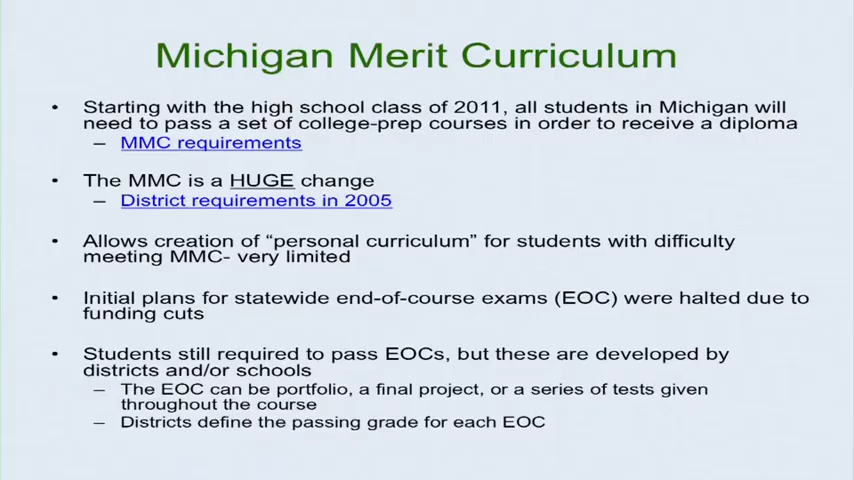 Michigan Merit Curriculum
• Starting with the high school class of 2011, all students in Michigan will
need to pass a set of college-prep courses in order to receive a diploma
– MMC requirements
• The MMC is a HUGE change
– District requirements in 2005
• Allows creation of “personal curriculum” for students with difficulty
meeting MMC- very limited
• Initial plans for statewide end-of-course exams (EOC) were halted due to
funding cuts
• Students still required to pass EOCs, but these are developed by
districts and/or schools
– The EOC can be portfolio, a final project, or a series of tests given
throughout the course
– Districts define the passing grade for each EOC